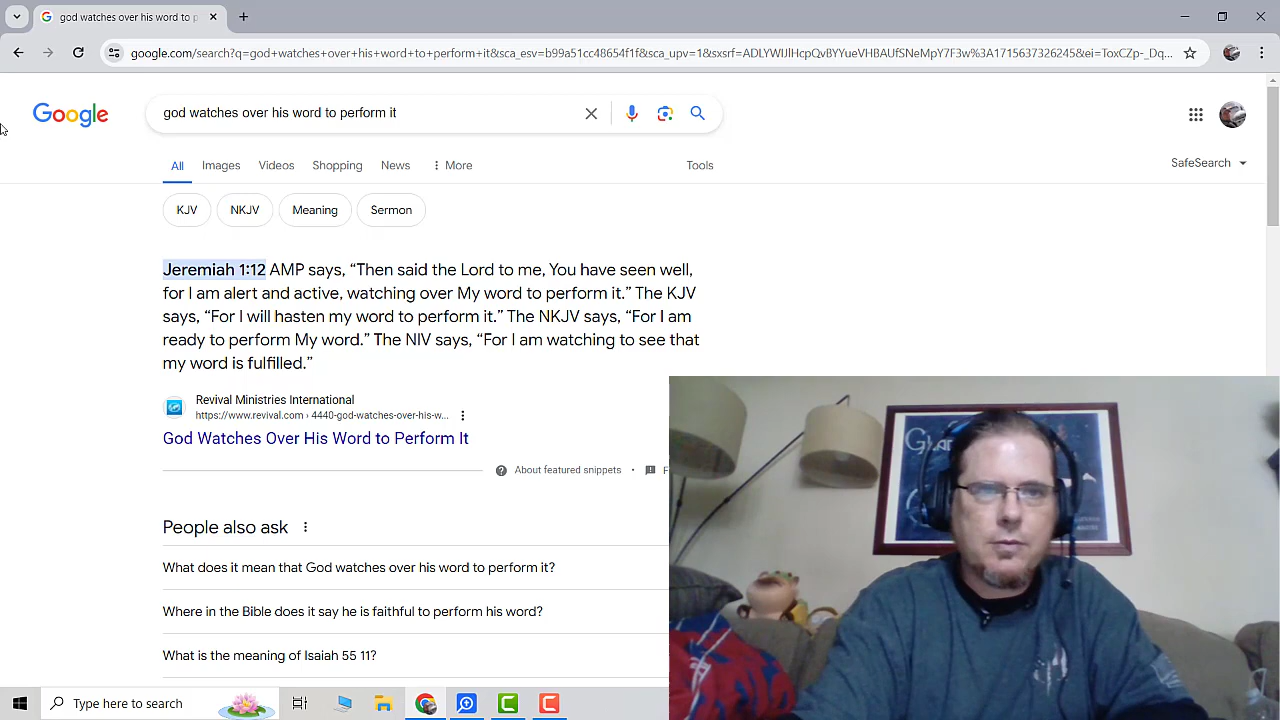 god watches over his word to p
google.com/search?q=god+watches+over+his+word+to+perform+it&sca_esv=b99a51cc48654f1f&sca_upv=1&sxsrf=ADLYWIJlHcpQvBYYueVHBAUfSNeMpY7F3w%3A1715637326245&ei=ToxCZp-_Dq...
Google
god watches over his word to perform it
All Images Videos Shopping News More Tools
SafeSearch
KJV NKJV Meaning Sermon
Jeremiah 1:12 AMP says, “Then said the Lord to me, You have seen well,
for I am alert and active, watching over My word to perform it.” The KJV
says, “For I will hasten my word to perform it.” The NKJV says, “For I am
ready to perform My word.” The NIV says, “For I am watching to see that
my word is fulfilled.”
Revival Ministries International
https://www.revival.com › 4440-god-watches-over-his-w...
God Watches Over His Word to Perform It
About featured snippets • F
People also ask
What does it mean that God watches over his word to perform it?
Where in the Bible does it say he is faithful to perform his word?
What is the meaning of Isaiah 55 11?
Type here to search